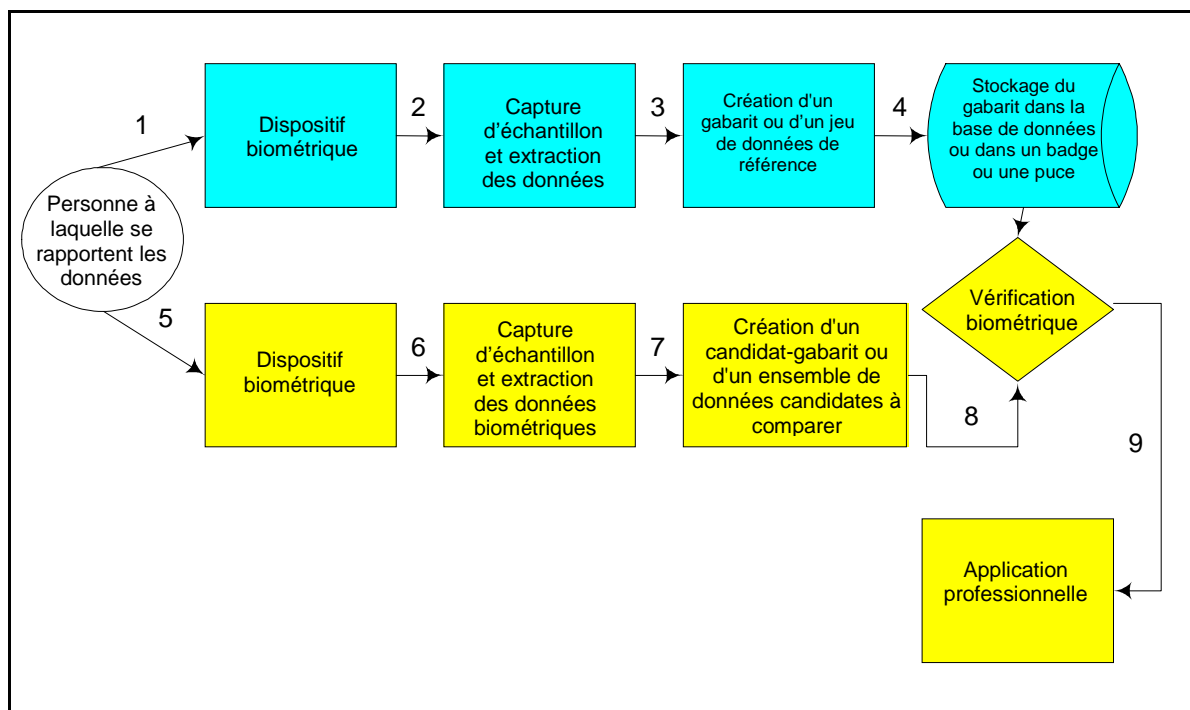 1
Dispositif
biométrique
2
Capture
d’échantillon
et extraction
des données
3
Création d'un
gabarit ou d’un jeu
de données de
référence
4
Stockage du
gabarit dans la
base de données
ou dans un badge
ou une puce
Personne à
laquelle se
rapportent les
données
5
Dispositif
biométrique
6
Capture
d’échantillon
et extraction
des données
biométriques
7
Création d'un
candidat-gabarit ou
d'un ensemble de
données candidates à
comparer
8
Vérification
biométrique
9
Application
professionnelle